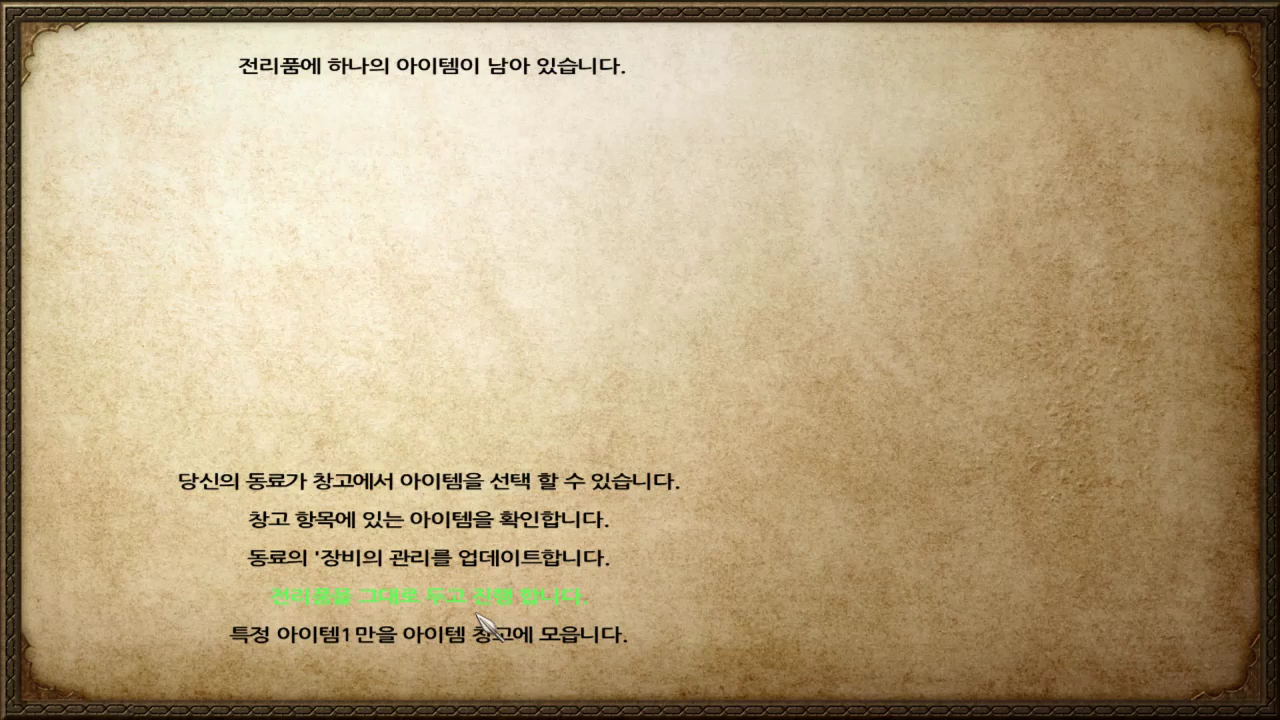 전리품에 하나의 아이템이 남아 있습니다.
당신의 동료가 창고에서 아이템을 선택 할 수 있습니다.
창고 항목에 있는 아이템을 확인합니다.
동료의 '장비의 관리를 업데이트합니다.
전리품을 그대로 두고 진행 합니다.
특정 아이템1만을 아이템 창고에 모읍니다.